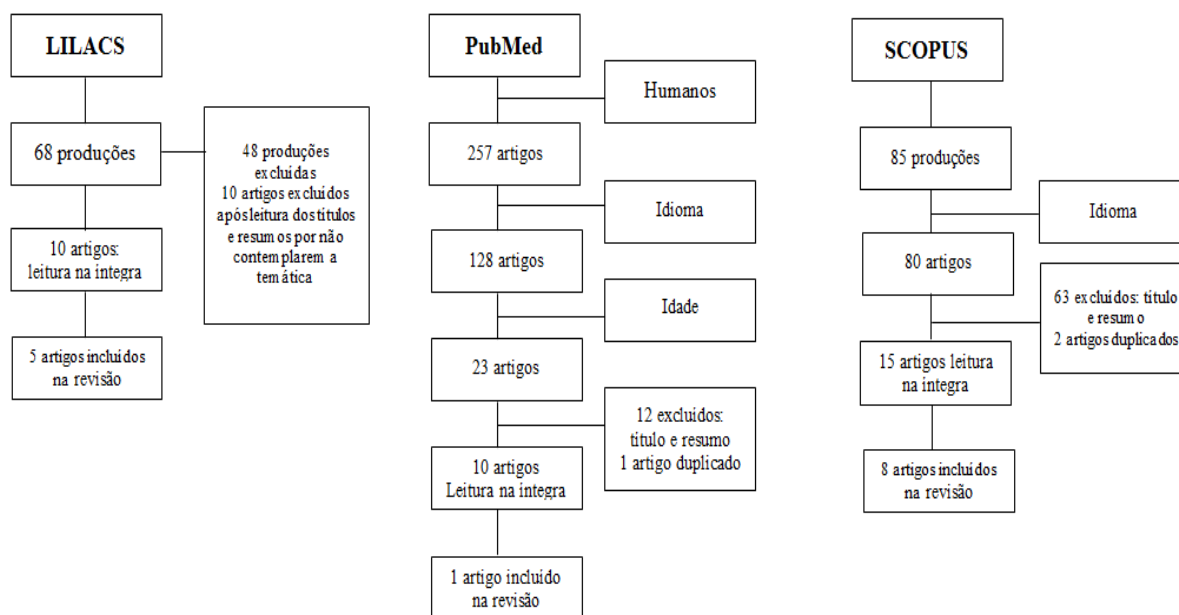 LILACS
68 produções
48 produções
excluídas
10 artigos excluídos
após leitura dos títulos
e resumos por não
contemplarem a
temática
10 artigos:
leitura na integra
5 artigos incluídos
na revisão
PubMed
Humanos
257 artigos
Idioma
128 artigos
Idade
23 artigos
12 excluídos:
titulo e resumo
1 artigo duplicado
10 artigos
Leitura na integra
1 artigo incluído
na revisão
SCOPUS
85 produções
Idioma
80 artigos
63 excluídos: titulo
e resumo
2 artigos duplicados
15 artigos leitura
na integra
8 artigos incluídos
na revisão